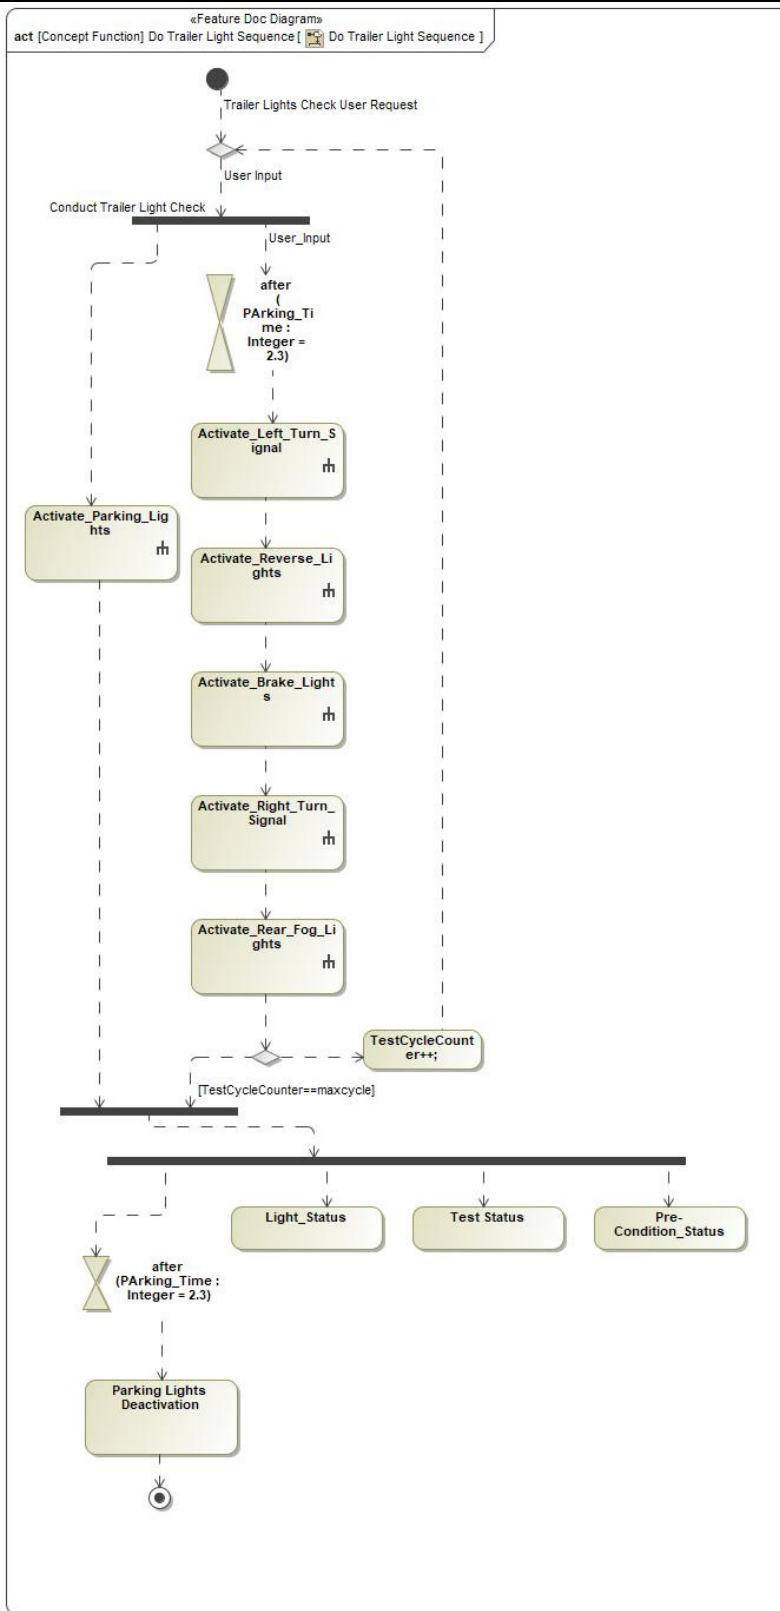 «Feature Doc Diagram»
act [Concept Function] Do Trailer Light Sequence [ Do Trailer Light Sequence ]
Trailer Lights Check User Request
User Input
Conduct Trailer Light Check
User_Input
after
(
PArking_Ti
me :
Integer =
2.3)
Activate_Left_Turn_S
ignal
Activate_Parking_Lig
hts
Activate_Reverse_Li
ghts
Activate_Brake_Light
s
Activate_Right_Turn_
Signal
Activate_Rear_Fog_Li
ghts
TestCycleCount
er++;
[TestCycleCounter==maxcycle]
Light_Status
Test Status
Pre-
Condition_Status
after
(PArking_Time :
Integer = 2.3)
Parking Lights
Deactivation